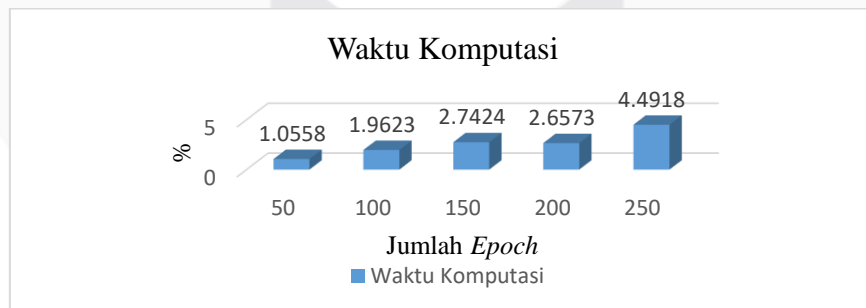 Waktu Komputasi
4.4918
2.7424 2.6573
1.9623
1.0558
5
%
0
50 100 150 200 250
Jumlah Epoch
Waktu Komputasi